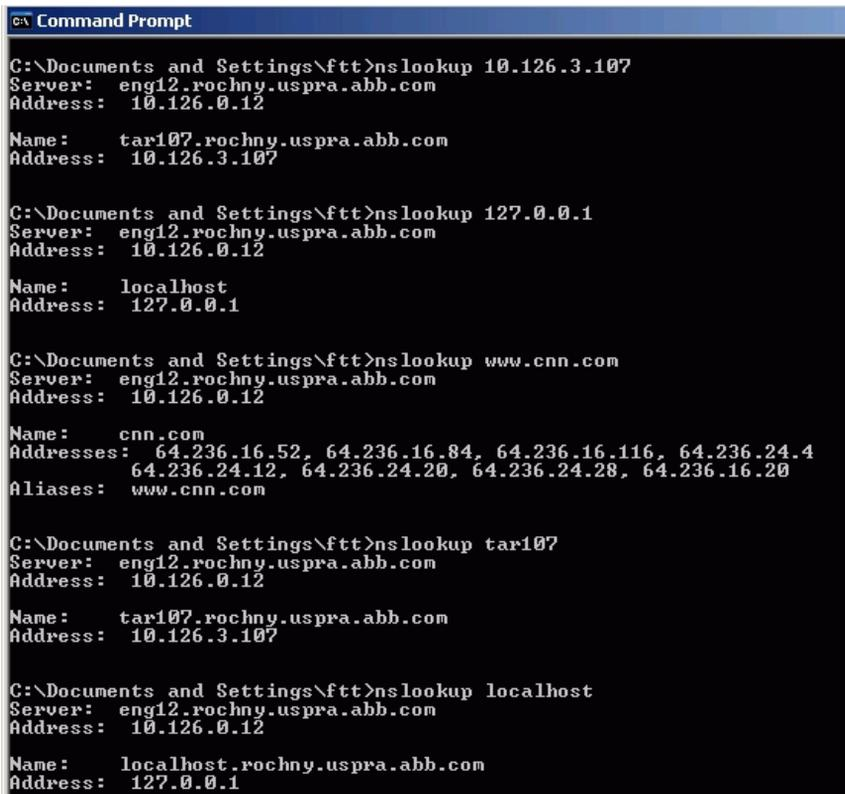 Command Prompt
C:\Documents and Settings\ftt>nslookup 10.126.3.107
Server:  eng12.rochny.uspra.abb.com
Address:  10.126.0.12
Name:    tar107.rochny.uspra.abb.com
Address:  10.126.3.107
C:\Documents and Settings\ftt>nslookup 127.0.0.1
Server:  eng12.rochny.uspra.abb.com
Address:  10.126.0.12
Name:    localhost
Address:  127.0.0.1
C:\Documents and Settings\ftt>nslookup www.cnn.com
Server:  eng12.rochny.uspra.abb.com
Address:  10.126.0.12
Name:    cnn.com
Addresses:  64.236.16.52, 64.236.16.84, 64.236.16.116, 64.236.24.4
64.236.24.12, 64.236.24.20, 64.236.24.28, 64.236.16.20
Aliases:  www.cnn.com
C:\Documents and Settings\ftt>nslookup tar107
Server:  eng12.rochny.uspra.abb.com
Address:  10.126.0.12
Name:    tar107.rochny.uspra.abb.com
Address:  10.126.3.107
C:\Documents and Settings\ftt>nslookup localhost
Server:  eng12.rochny.uspra.abb.com
Address:  10.126.0.12
Name:    localhost.rochny.uspra.abb.com
Address:  127.0.0.1